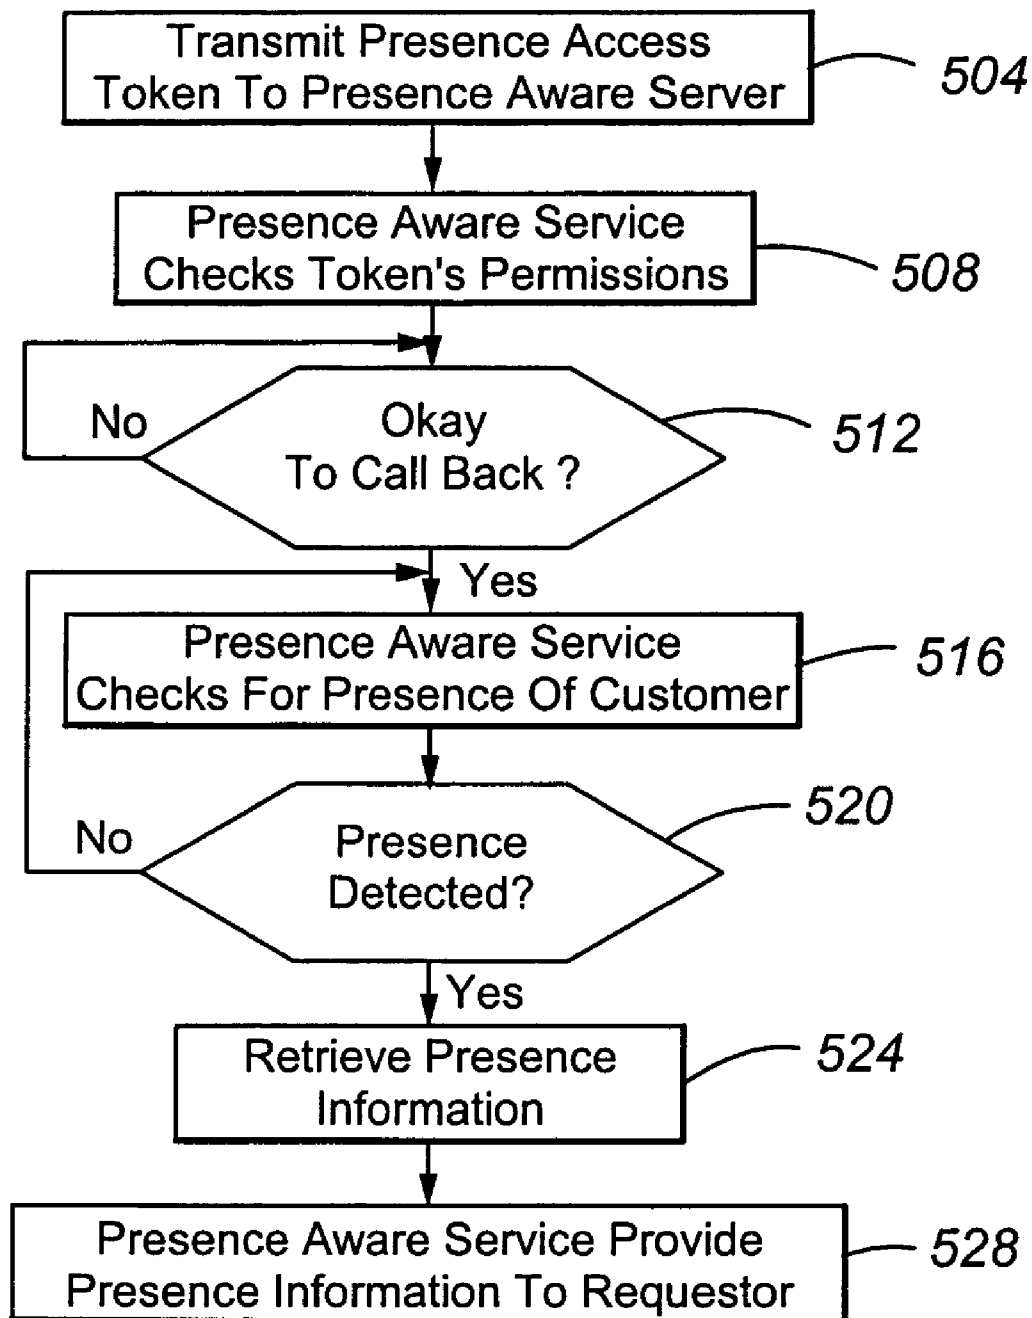 Transmit Presence Access
Token To Presence Aware Server
504
Presence Aware Service
Checks Token's Permissions
508
Okay
To Call Back ?
No
512
Yes
Presence Aware Service
Checks For Presence Of Customer
516
Presence
Detected?
No
520
Yes
Retrieve Presence
Information
524
Presence Aware Service Provide
Presence Information To Requestor
528